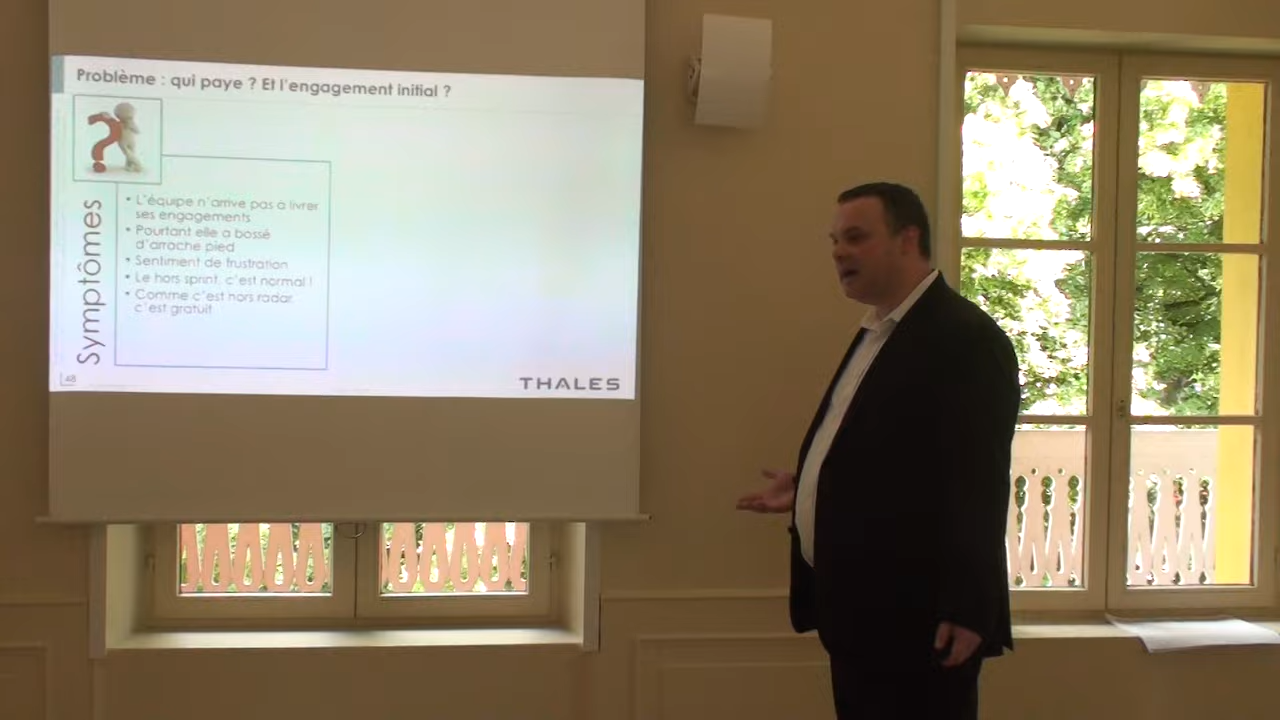 Problème : qui paye ? Et l'engagement initial ?
Symptômes
• L'équipe n'arrive pas à livrer
ses engagements
• Pourtant elle a bossé
d'arrache pied
• Sentiment de frustration
• Le hors sprint, c'est normal !
• Comme c'est hors radar,
c'est gratuit
48
THALES